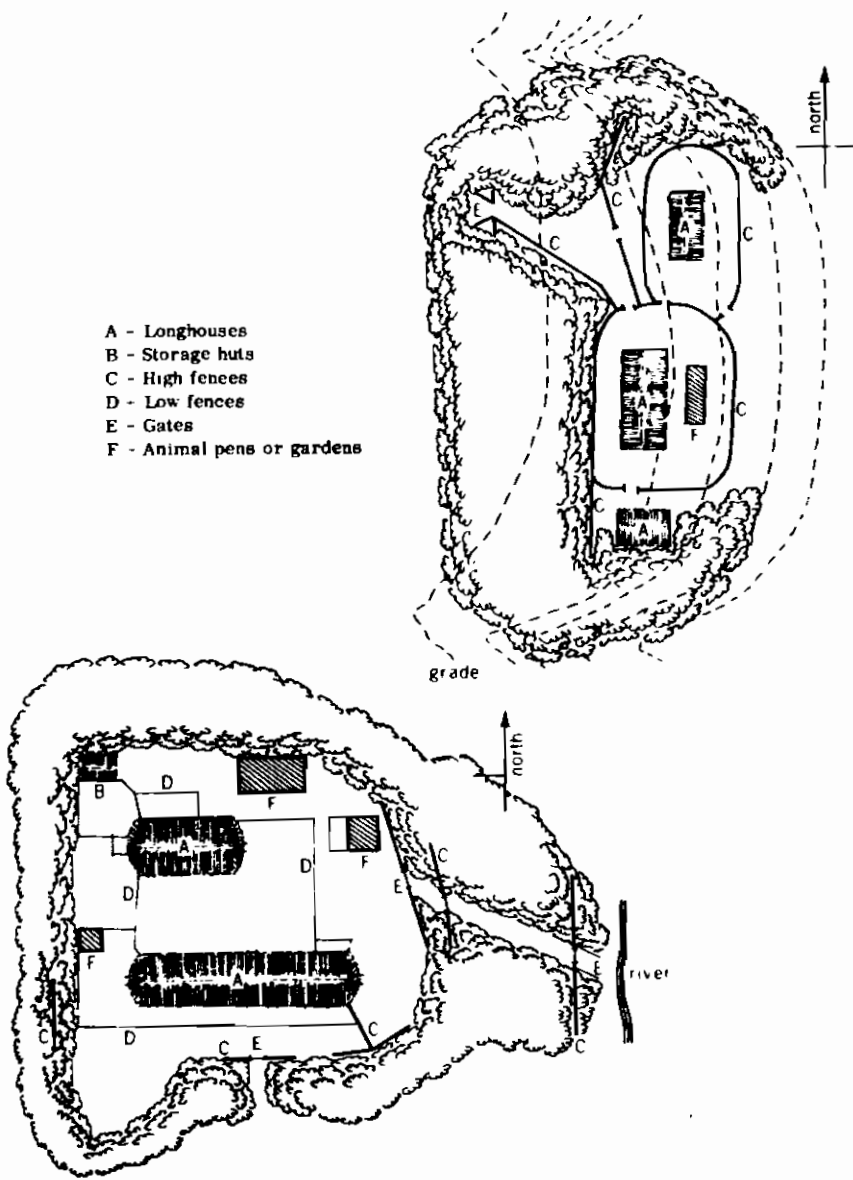 north
E
C
C
A
C
A - Longhouses
B - Storage huts
C - High fences
D - Low fences
E - Gates
F - Animal pens or gardens
A
F
C
C
A
grade
north
B
D
F
A
D
F
C
E
D
F
A
E
river
C
D
C
E
C
C